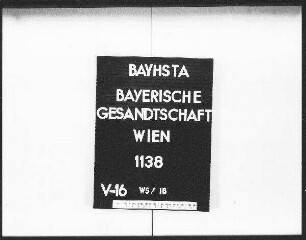 BAYHSTA
BAYERISCHE
GESANDTSCHAFT
WIEN
1138
V-16 WS/18